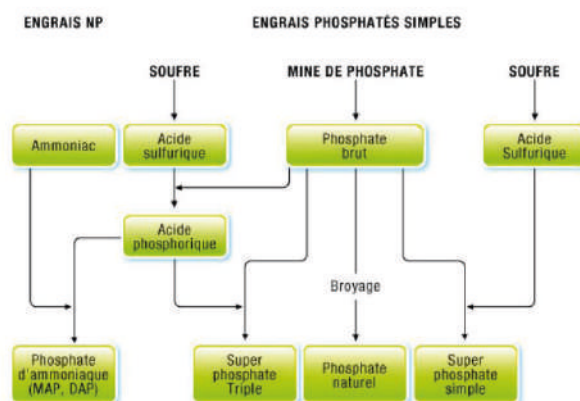 ENGRAIS NP
ENGRAIS PHOSPHATÉS SIMPLES
SOUFRE
MINE DE PHOSPHATE
SOUFRE
Ammoniac
Acide
sulfurique
Phosphate
brut
Acide
Sulfurique
Acide
phosphorique
Broyage
Phosphate
d'ammoniaque
(MAP, DAP)
Super
phosphate
Triple
Phosphate
naturel
Super
phosphate
simple